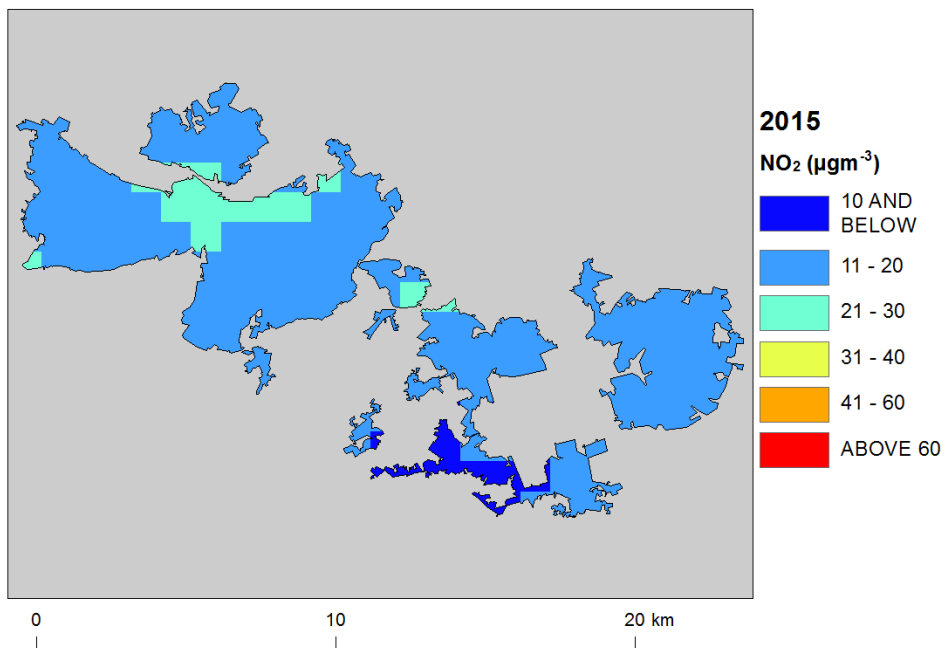 2015
NO₂ (µgm⁻³)
10 AND
BELOW
11 - 20
21 - 30
31 - 40
41 - 60
ABOVE 60
0 10 20 km